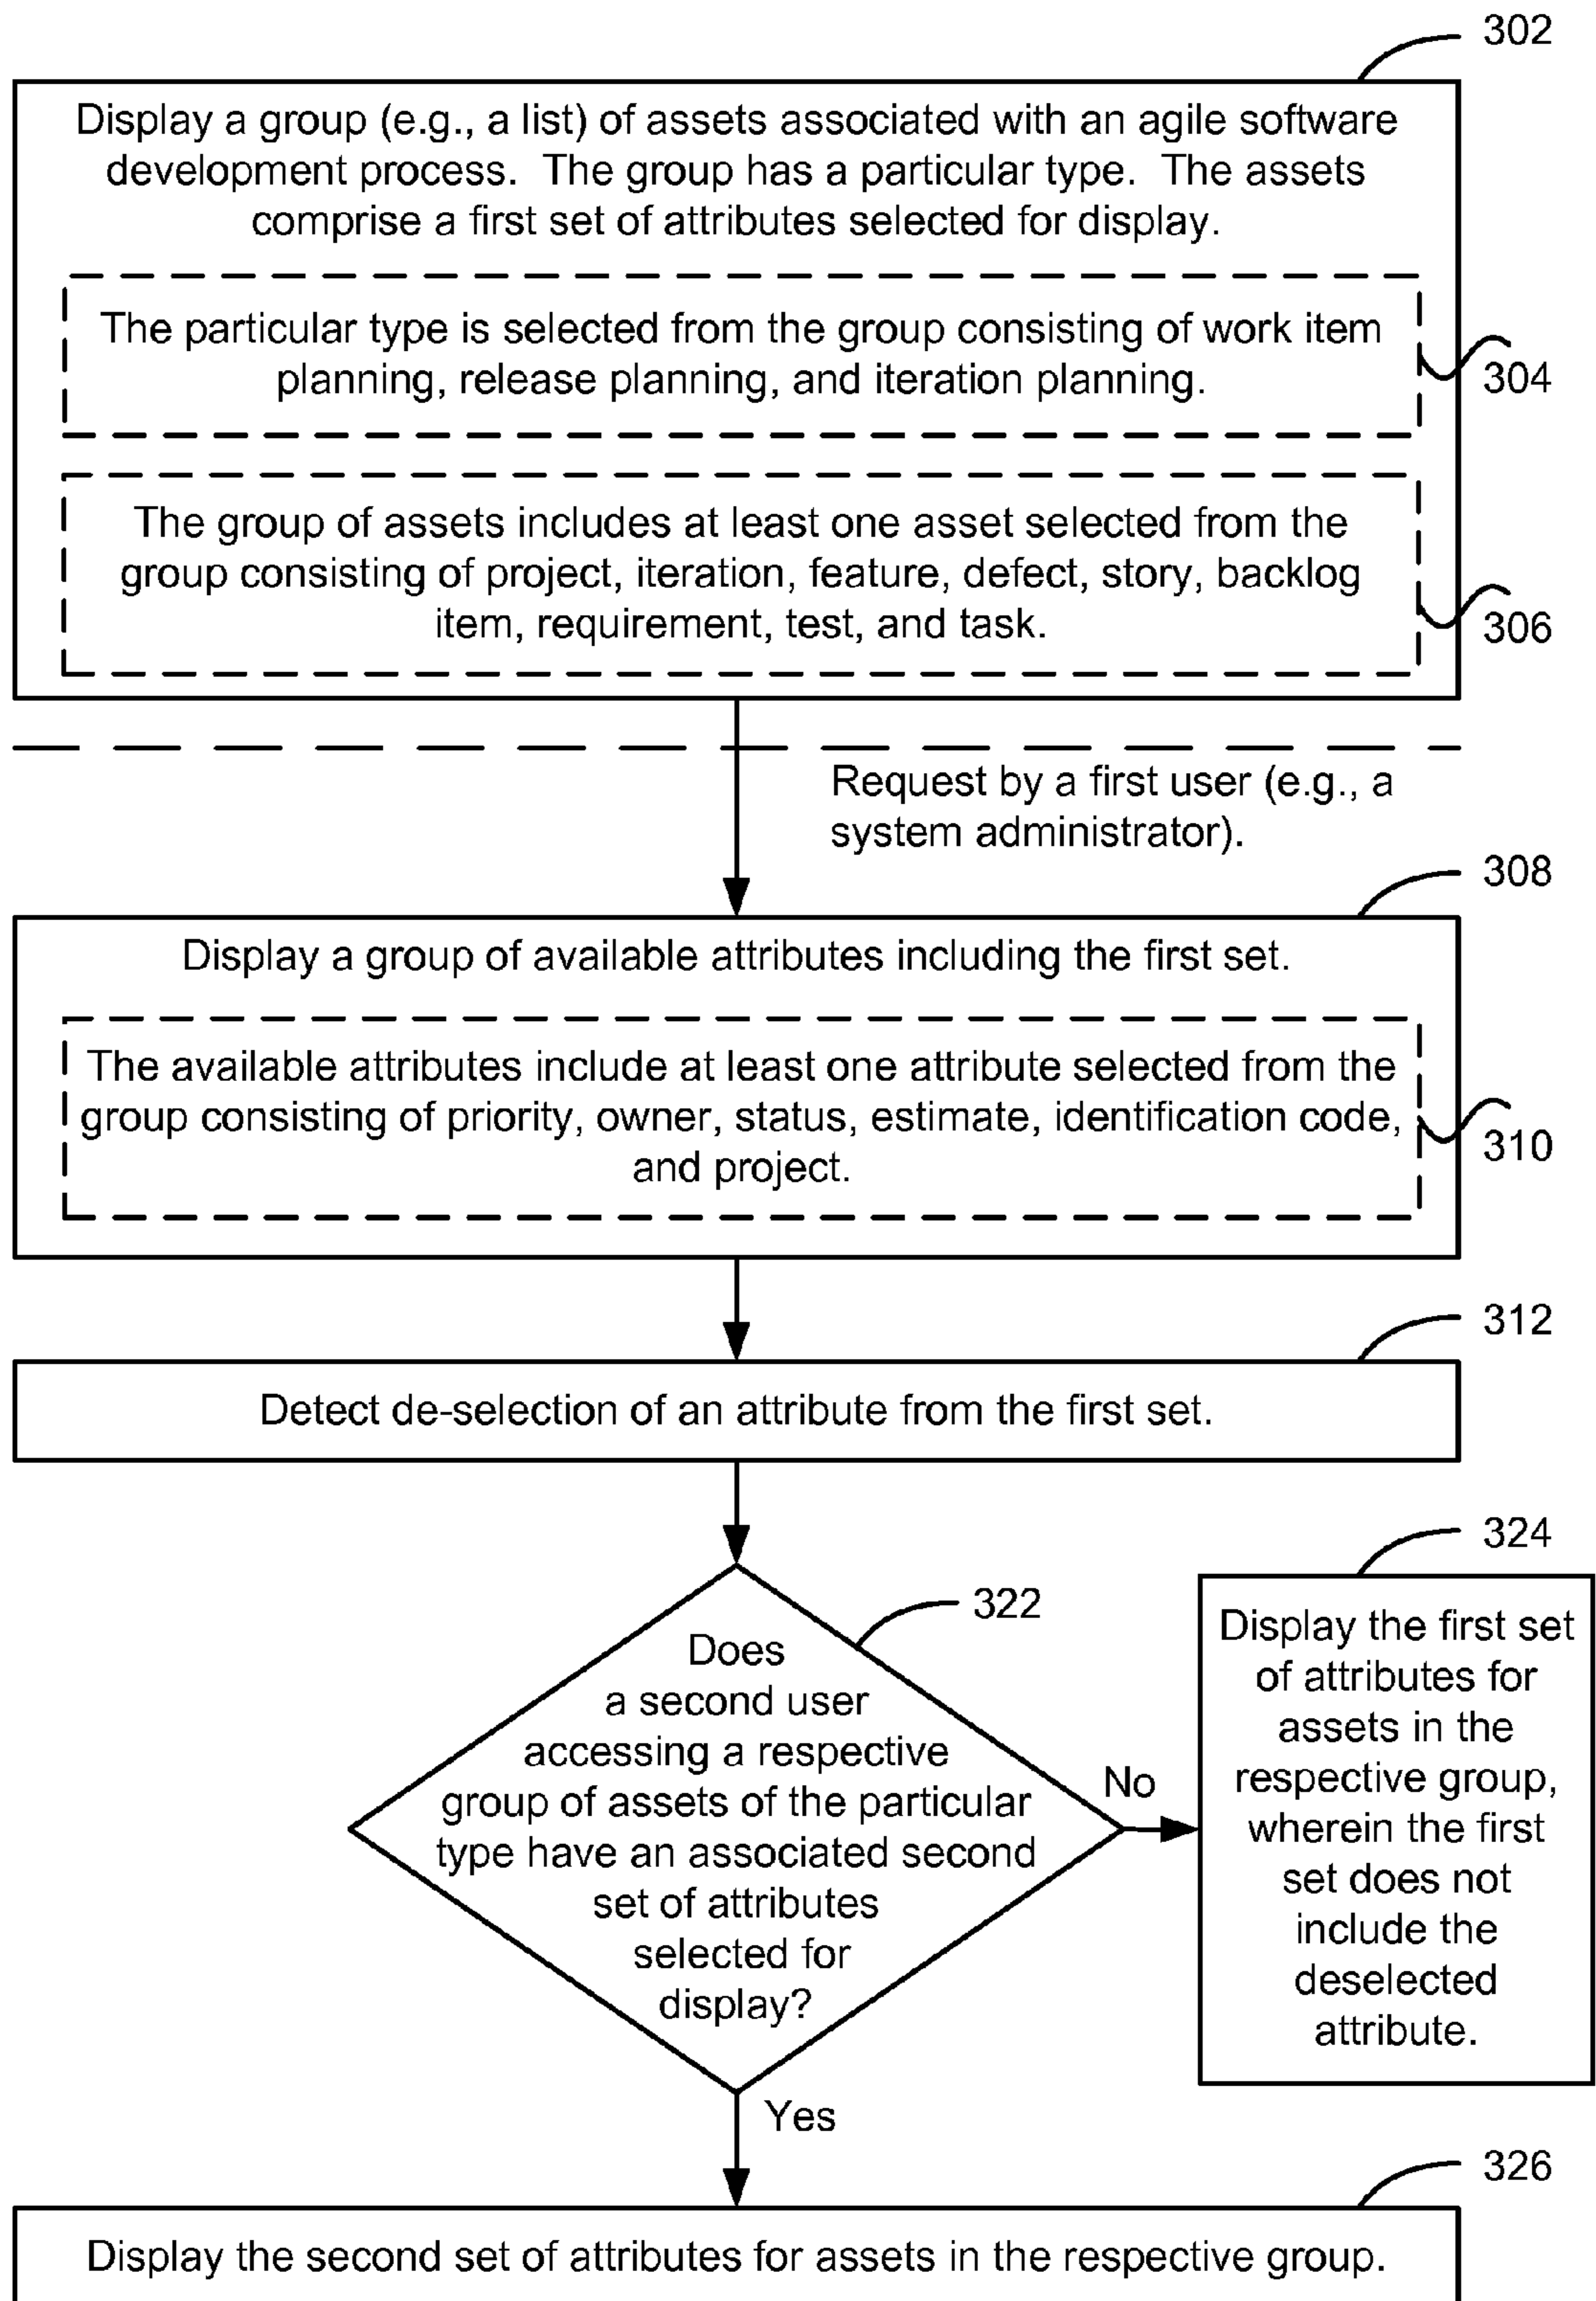 302
Display a group (e.g., a list) of assets associated with an agile software
development process.  The group has a particular type.  The assets
comprise a first set of attributes selected for display.
The particular type is selected from the group consisting of work item
planning, release planning, and iteration planning.
304
The group of assets includes at least one asset selected from the
group consisting of project, iteration, feature, defect, story, backlog
item, requirement, test, and task.
306
Request by a first user (e.g., a
system administrator).
308
Display a group of available attributes including the first set.
The available attributes include at least one attribute selected from the
group consisting of priority, owner, status, estimate, identification code,
and project.
310
312
Detect de-selection of an attribute from the first set.
322
Does
a second user
accessing a respective
group of assets of the particular
type have an associated second
set of attributes
selected for
display?
No
324
Display the first set
of attributes for
assets in the
respective group,
wherein the first
set does not
include the
deselected
attribute.
Yes
326
Display the second set of attributes for assets in the respective group.